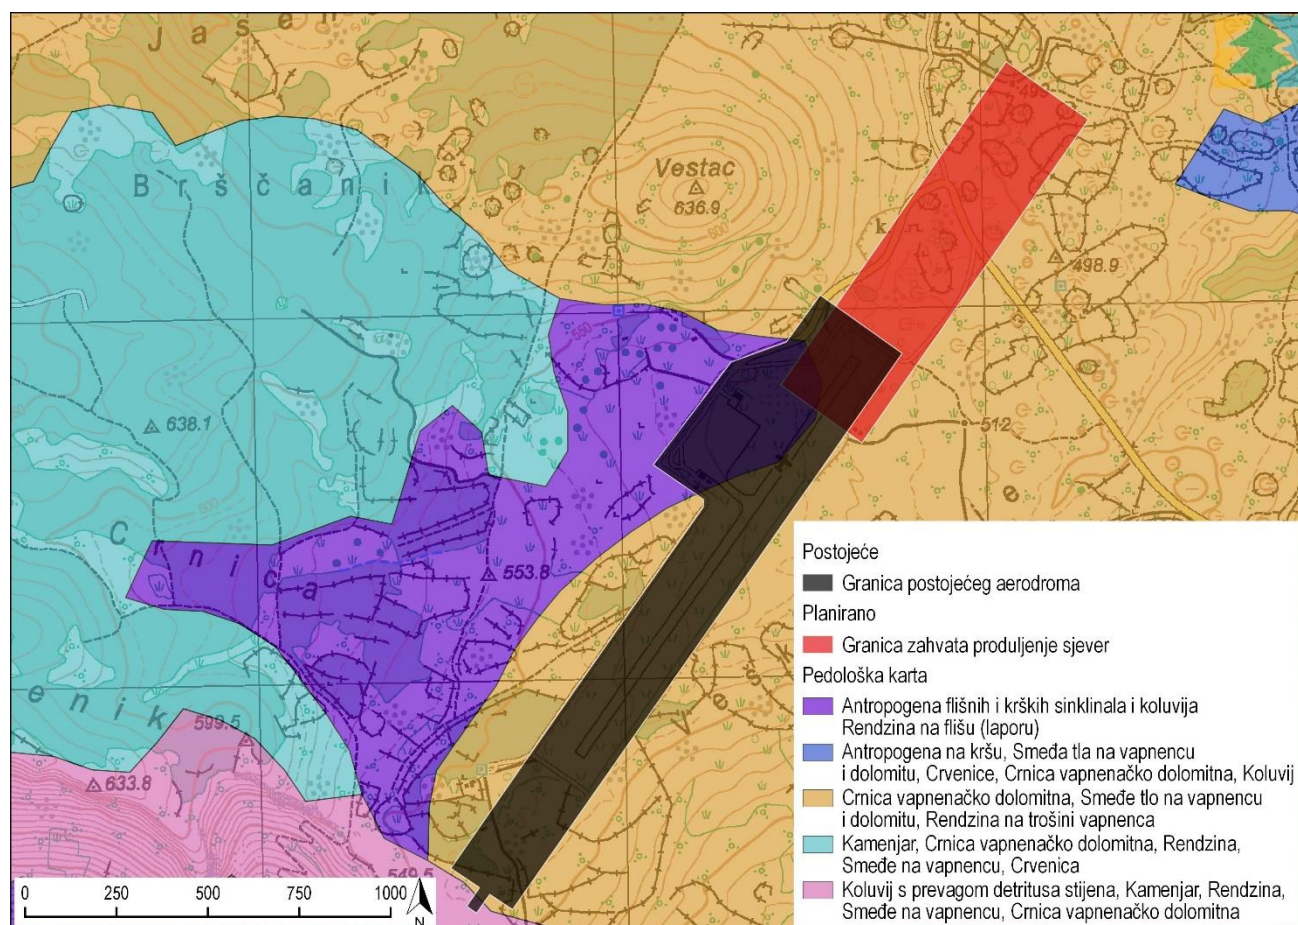 Jasen
Vestac
636.9
Brščanik
498.9
638.1
512
Crnica
553.8
enik
599.5
633.8
549.5
550
600
Postojeće
Granica postojećeg aerodroma
Planirano
Granica zahvata produljenje sjever
Pedološka karta
Antropogena flišnih i krških sinklinala i koluvija
Rendzina na flišu (laporu)
Antropogena na kršu, Smeđa tla na vapnencu
i dolomitu, Crvenice, Crnica vapnenačko dolomitna, Koluvij
Crnica vapnenačko dolomitna, Smeđe tlo na vapnencu
i dolomitu, Rendzina na trošini vapnenca
Kamenjar, Crnica vapnenačko dolomitna, Rendzina,
Smeđe na vapnencu, Crvenica
Koluvij s prevagom detritusa stijena, Kamenjar, Rendzina,
Smeđe na vapnencu, Crnica vapnenačko dolomitna
0 250 500 750 1000
N